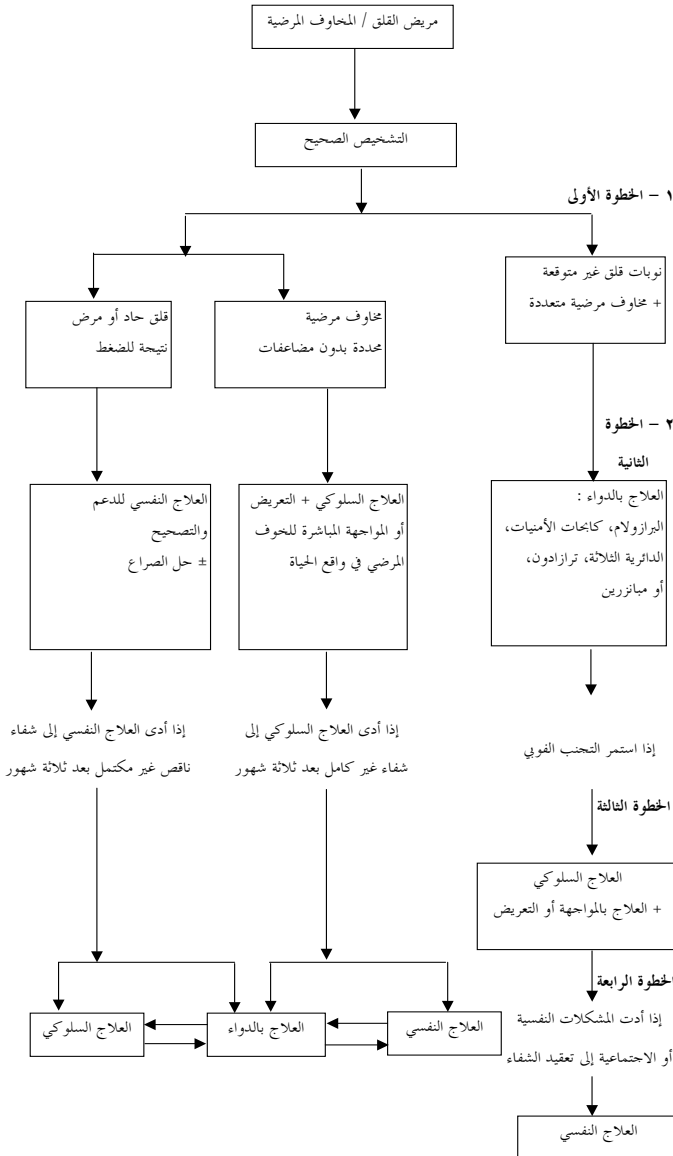 مريض القلق / المخاوف المرضية
التشخيص الصحيح
١ – الخطوة الأولى
نوبات قلق غير متوقعة
+ مخاوف مرضية متعددة
مخاوف مرضية
محددة بدون مضاعفات
قلق حاد أو مرض
نتيجة للضغط
٢ – الخطوة
الثانية
العلاج بالدواء :
البرازولام، كابحات الأمنيات،
الدائرية الثلاثة، ترازادون،
أو مبانزرين
العلاج السلوكي + التعريض
أو المواجهة المباشرة للخوف
المرضي في واقع الحياة
العلاج النفسي للدعم
والتصحيح
± حل الصراع
إذا استمر التجنب الفوبي
إذا أدى العلاج السلوكي إلى
شفاء غير كامل بعد ثلاثة شهور
إذا أدى العلاج النفسي إلى شفاء
ناقص غير مكتمل بعد ثلاثة شهور
الخطوة الثالثة
العلاج السلوكي
+ العلاج بالمواجهة أو التعريض
الخطوة الرابعة
إذا أدت المشكلات النفسية
أو الاجتماعية إلى تعقيد الشفاء
العلاج النفسي
العلاج النفسي
العلاج بالدواء
العلاج السلوكي